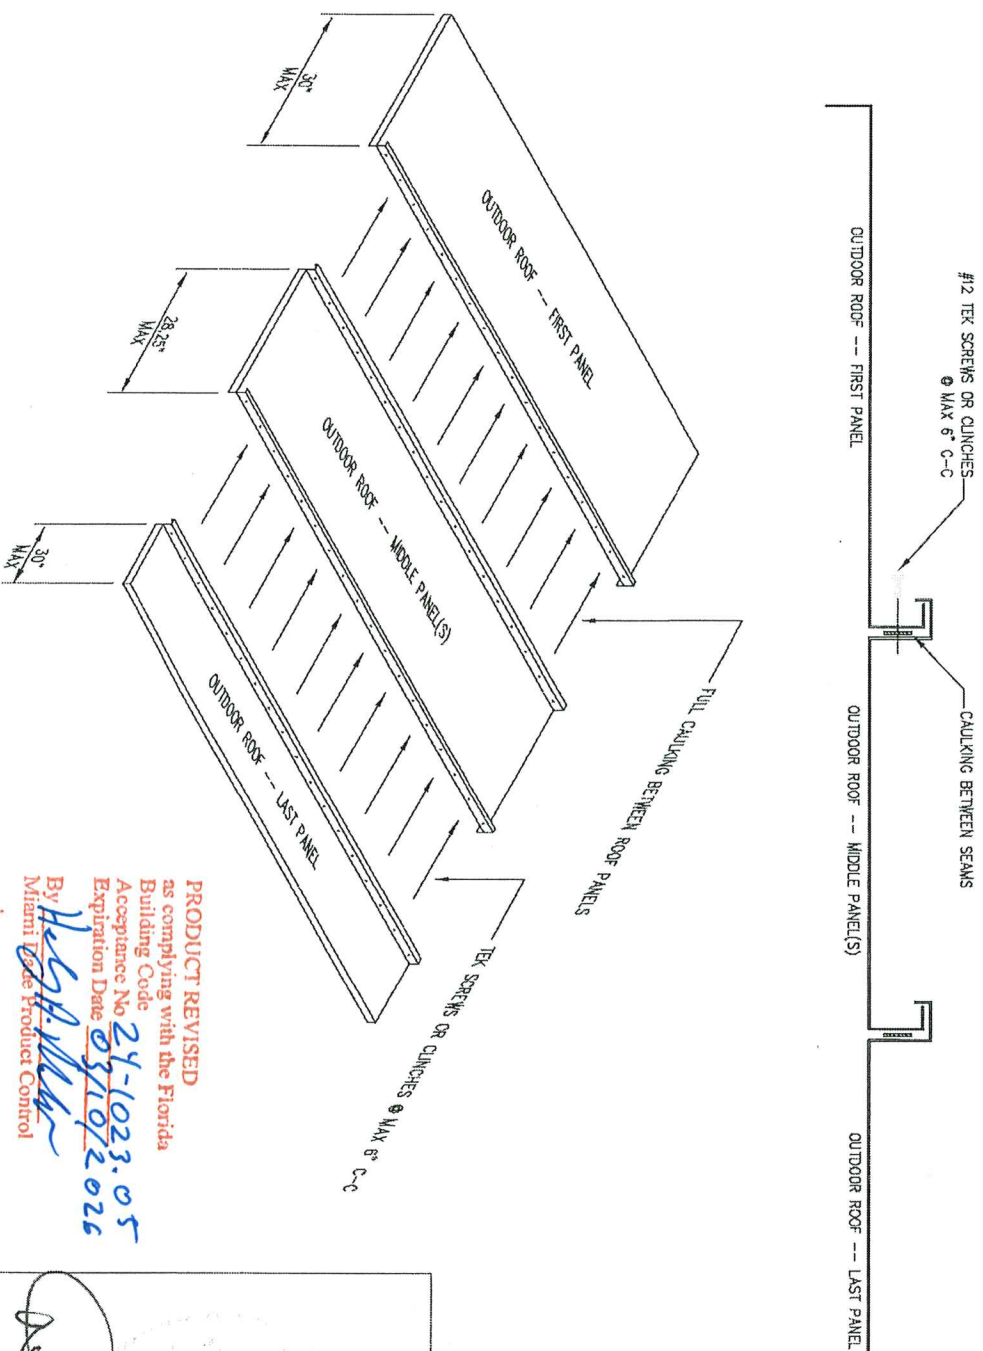 #12 TEK SCREWS OR CLINCHES
@ MAX 6" C-C
CAULKING BETWEEN SEAMS
OUTDOOR ROOF -- FIRST PANEL
OUTDOOR ROOF -- MIDDLE PANEL(S)
OUTDOOR ROOF -- LAST PANEL
30"
MAX
OUTDOOR ROOF -- FIRST PANEL
28.25"
MAX
OUTDOOR ROOF -- MIDDLE PANEL(S)
FULL CAULKING BETWEEN ROOF PANELS
30"
MAX
OUTDOOR ROOF -- LAST PANEL
TEK SCREWS OR CLINCHES @ MAX 6" C-C
PRODUCT REVISED
as complying with the Florida
Building Code
Acceptance No 24-1023.05
Expiration Date 03/10/2026
By
Miami Dade Product Control